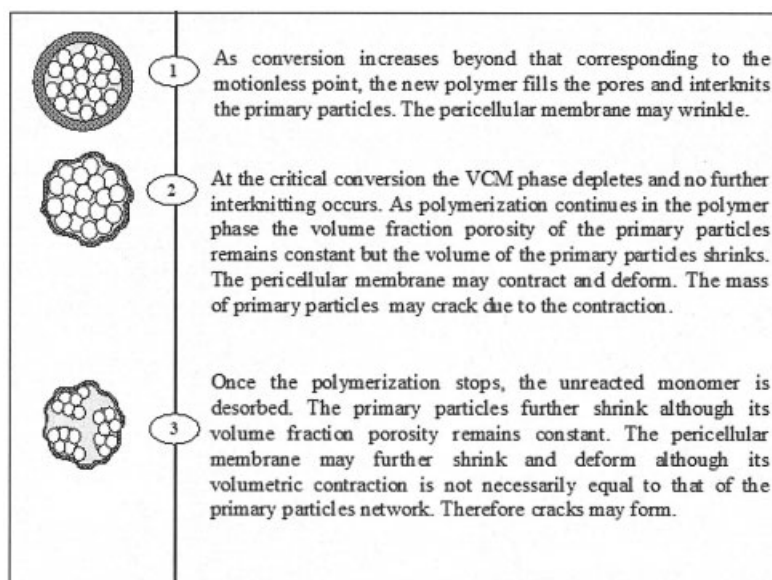 1
As conversion increases beyond that corresponding to the
motionless point, the new polymer fills the pores and interknits
the primary particles. The pericellular membrane may wrinkle.
2
At the critical conversion the VCM phase depletes and no further
interknitting occurs. As polymerization continues in the polymer
phase the volume fraction porosity of the primary particles
remains constant but the volume of the primary particles shrinks.
The pericellular membrane may contract and deform. The mass
of primary particles may crack due to the contraction.
3
Once the polymerization stops, the unreacted monomer is
desorbed. The primary particles further shrink although its
volume fraction porosity remains constant. The pericellular
membrane may further shrink and deform although its
volumetric contraction is not necessarily equal to that of the
primary particles network. Therefore cracks may form.